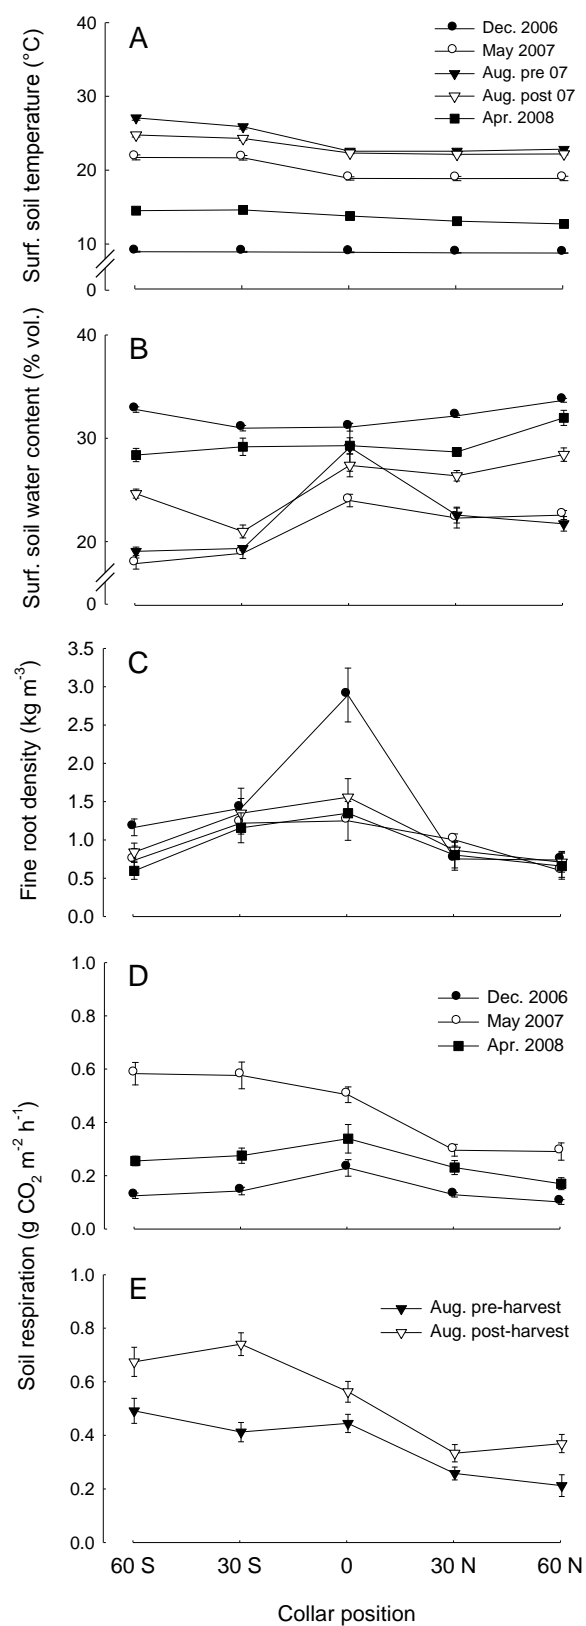 A
Surf. soil temperature (°C)
40
30
20
10
0
Dec. 2006
May 2007
Aug. pre 07
Aug. post 07
Apr. 2008
B
Surf. soil water content (% vol.)
40
30
20
0
C
Fine root density (kg m⁻³)
3.5
3.0
2.5
2.0
1.5
1.0
0.5
0.0
D
Soil respiration (g CO₂ m⁻² h⁻¹)
1.0
0.8
0.6
0.4
0.2
0.0
Dec. 2006
May 2007
Apr. 2008
E
1.0
0.8
0.6
0.4
0.2
0.0
Aug. pre-harvest
Aug. post-harvest
60 S 30 S 0 30 N 60 N
Collar position